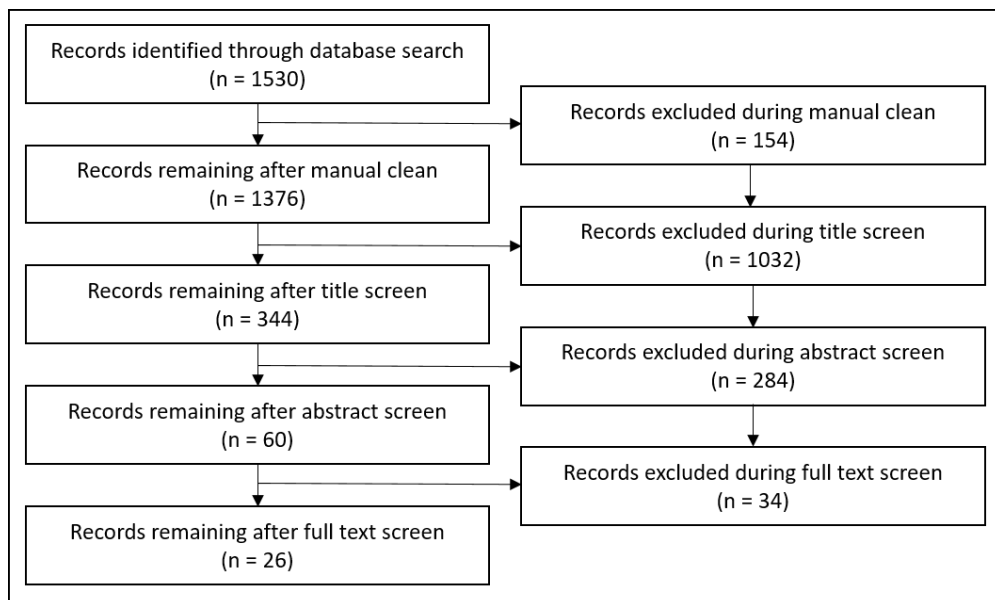 Records identified through database search
(n = 1530)
Records excluded during manual clean
(n = 154)
Records remaining after manual clean
(n = 1376)
Records excluded during title screen
(n = 1032)
Records remaining after title screen
(n = 344)
Records excluded during abstract screen
(n = 284)
Records remaining after abstract screen
(n = 60)
Records excluded during full text screen
(n = 34)
Records remaining after full text screen
(n = 26)